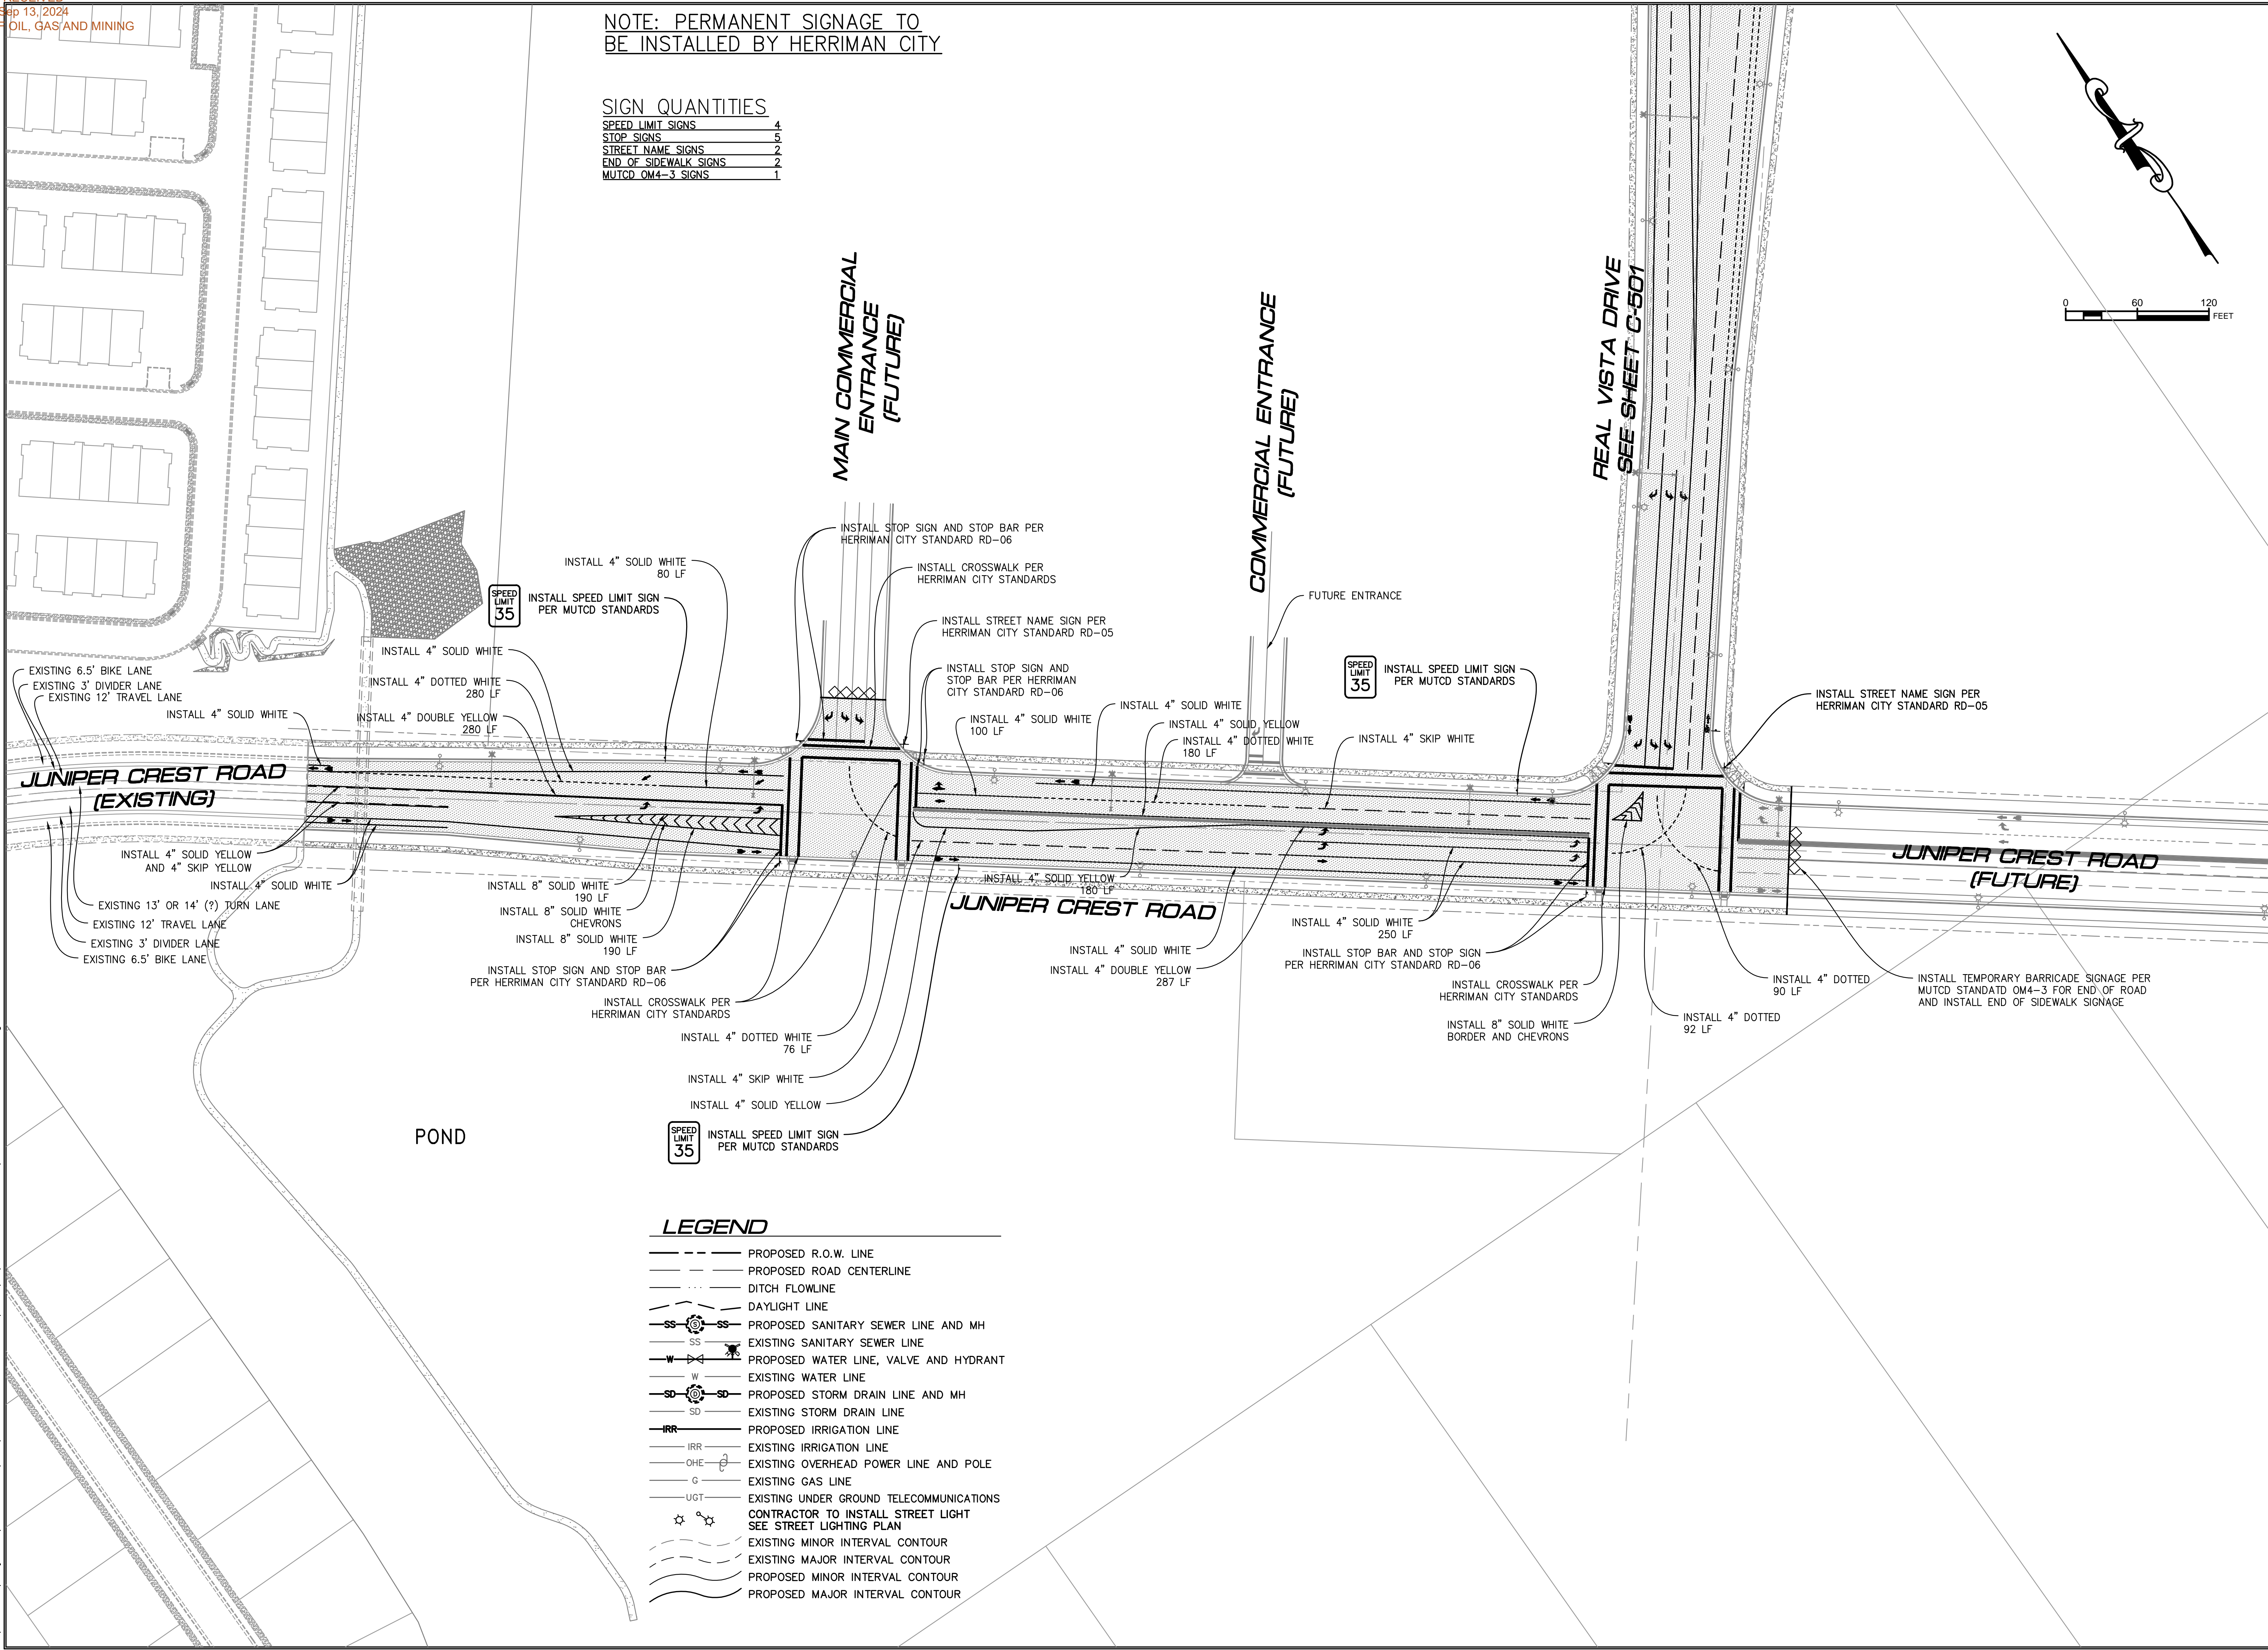 RECEIVED
Sep 13, 2024
OIL, GAS AND MINING
NOTE: PERMANENT SIGNAGE TO
BE INSTALLED BY HERRIMAN CITY
SIGN QUANTITIES
SPEED LIMIT SIGNS 4
STOP SIGNS 5
STREET NAME SIGNS 2
END OF SIDEWALK SIGNS 2
MUTCD OM4-3 SIGNS 1
0 60 120
FEET
MAIN COMMERCIAL
ENTRANCE
(FUTURE)
COMMERCIAL ENTRANCE
(FUTURE)
REAL VISTA DRIVE
SEE SHEET C-501
INSTALL STOP SIGN AND STOP BAR PER
HERRIMAN CITY STANDARD RD-06
INSTALL 4" SOLID WHITE
80 LF
INSTALL CROSSWALK PER
HERRIMAN CITY STANDARDS
SPEED
LIMIT
35
INSTALL SPEED LIMIT SIGN
PER MUTCD STANDARDS
FUTURE ENTRANCE
INSTALL STREET NAME SIGN PER
HERRIMAN CITY STANDARD RD-05
INSTALL 4" SOLID WHITE
INSTALL STOP SIGN AND
STOP BAR PER HERRIMAN
CITY STANDARD RD-06
SPEED
LIMIT
35
INSTALL SPEED LIMIT SIGN
PER MUTCD STANDARDS
EXISTING 6.5' BIKE LANE
EXISTING 3' DIVIDER LANE
EXISTING 12' TRAVEL LANE
INSTALL 4" DOTTED WHITE
280 LF
INSTALL 4" SOLID WHITE
INSTALL 4" DOUBLE YELLOW
280 LF
INSTALL 4" SOLID WHITE
100 LF
INSTALL 4" SOLID WHITE
INSTALL 4" SOLID YELLOW
INSTALL 4" DOTTED WHITE
180 LF
INSTALL 4" SKIP WHITE
INSTALL STREET NAME SIGN PER
HERRIMAN CITY STANDARD RD-05
JUNIPER CREST ROAD
(EXISTING)
INSTALL 4" SOLID YELLOW
AND 4" SKIP YELLOW
INSTALL 4" SOLID WHITE
EXISTING 13' OR 14' (?) TURN LANE
EXISTING 12' TRAVEL LANE
EXISTING 3' DIVIDER LANE
EXISTING 6.5' BIKE LANE
INSTALL 8" SOLID WHITE
190 LF
INSTALL 8" SOLID WHITE
CHEVRONS
INSTALL 8" SOLID WHITE
190 LF
INSTALL STOP SIGN AND STOP BAR
PER HERRIMAN CITY STANDARD RD-06
INSTALL CROSSWALK PER
HERRIMAN CITY STANDARDS
INSTALL 4" DOTTED WHITE
76 LF
INSTALL 4" SKIP WHITE
INSTALL 4" SOLID YELLOW
SPEED
LIMIT
35
INSTALL SPEED LIMIT SIGN
PER MUTCD STANDARDS
INSTALL 4" SOLID YELLOW
180 LF
JUNIPER CREST ROAD
INSTALL 4" SOLID WHITE
INSTALL 4" DOUBLE YELLOW
287 LF
INSTALL 4" SOLID WHITE
250 LF
INSTALL STOP BAR AND STOP SIGN
PER HERRIMAN CITY STANDARD RD-06
INSTALL CROSSWALK PER
HERRIMAN CITY STANDARDS
INSTALL 8" SOLID WHITE
BORDER AND CHEVRONS
INSTALL 4" DOTTED
92 LF
INSTALL 4" DOTTED
90 LF
JUNIPER CREST ROAD
(FUTURE)
INSTALL TEMPORARY BARRICADE SIGNAGE PER
MUTCD STANDATD OM4-3 FOR END OF ROAD
AND INSTALL END OF SIDEWALK SIGNAGE
POND
LEGEND
PROPOSED R.O.W. LINE
PROPOSED ROAD CENTERLINE
DITCH FLOWLINE
DAYLIGHT LINE
SS S SS PROPOSED SANITARY SEWER LINE AND MH
SS EXISTING SANITARY SEWER LINE
W PROPOSED WATER LINE, VALVE AND HYDRANT
W EXISTING WATER LINE
SD D SD PROPOSED STORM DRAIN LINE AND MH
SD EXISTING STORM DRAIN LINE
IRR PROPOSED IRRIGATION LINE
IRR EXISTING IRRIGATION LINE
OHE EXISTING OVERHEAD POWER LINE AND POLE
G EXISTING GAS LINE
UGT EXISTING UNDER GROUND TELECOMMUNICATIONS
CONTRACTOR TO INSTALL STREET LIGHT
SEE STREET LIGHTING PLAN
EXISTING MINOR INTERVAL CONTOUR
EXISTING MAJOR INTERVAL CONTOUR
PROPOSED MINOR INTERVAL CONTOUR
PROPOSED MAJOR INTERVAL CONTOUR